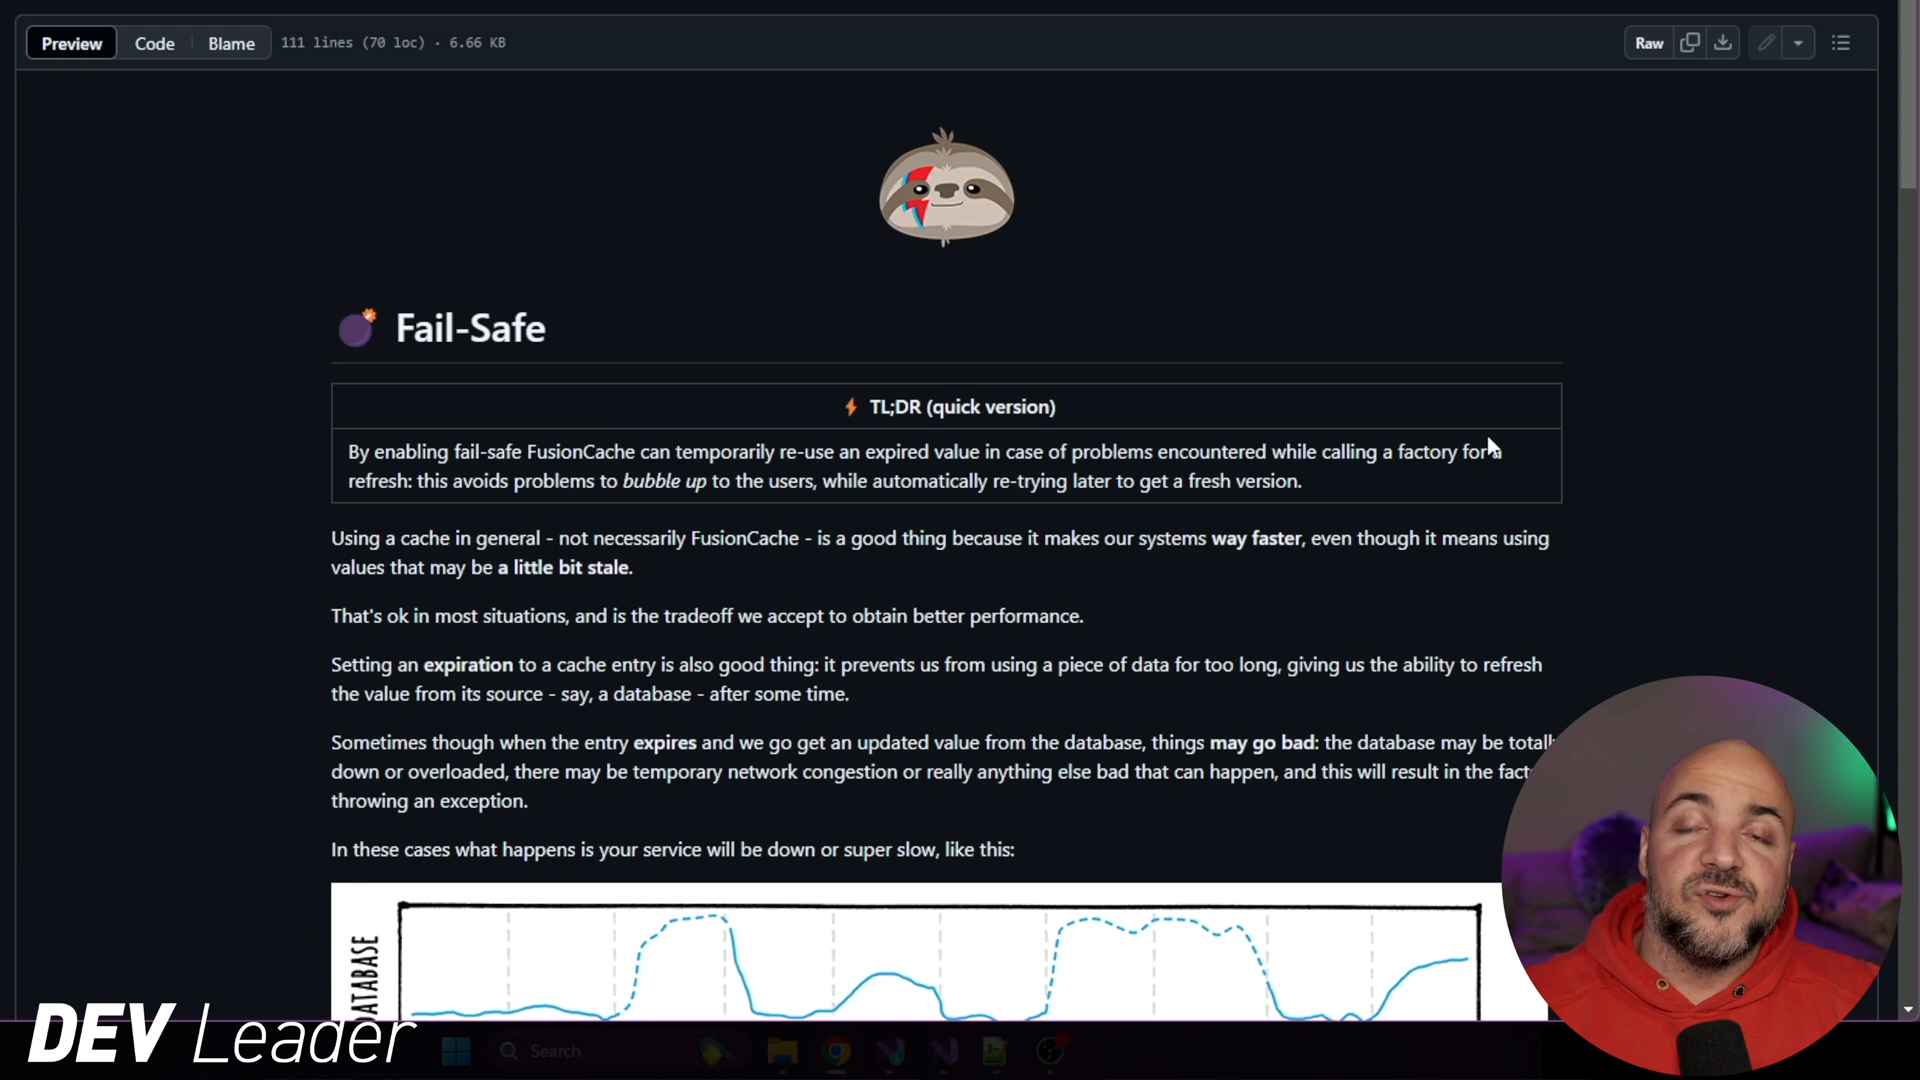 Preview Code Blame 111 lines (70 loc) · 6.66 KB Raw
Fail-Safe
TL;DR (quick version)
By enabling fail-safe FusionCache can temporarily re-use an expired value in case of problems encountered while calling a factory for a
refresh: this avoids problems to bubble up to the users, while automatically re-trying later to get a fresh version.
Using a cache in general - not necessarily FusionCache - is a good thing because it makes our systems way faster, even though it means using
values that may be a little bit stale.
That's ok in most situations, and is the tradeoff we accept to obtain better performance.
Setting an expiration to a cache entry is also good thing: it prevents us from using a piece of data for too long, giving us the ability to refresh
the value from its source - say, a database - after some time.
Sometimes though when the entry expires and we go get an updated value from the database, things may go bad: the database may be totall
down or overloaded, there may be temporary network congestion or really anything else bad that can happen, and this will result in the fact
throwing an exception.
In these cases what happens is your service will be down or super slow, like this:
DATABASE
DEV Leader
Search